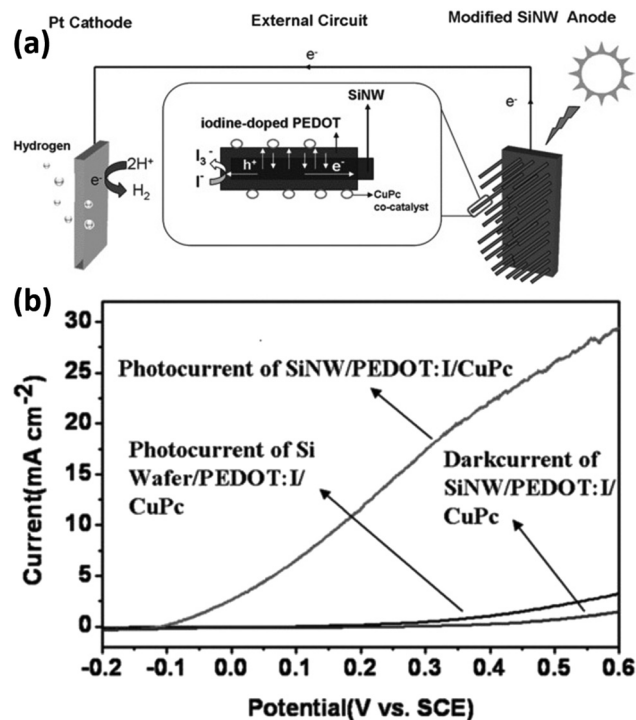 Pt Cathode
External Circuit
Modified SiNW Anode
(a)
e⁻
e⁻
SiNW
iodine-doped PEDOT
Hydrogen
I₃⁻
2H⁺
e⁻
h⁺
e⁻
I⁻
H₂
CuPc
co-catalyst
(b)
30
25
20
15
10
5
0
Current(mA cm⁻²)
Photocurrent of SiNW/PEDOT:I/CuPc
Photocurrent of Si
Wafer/PEDOT:I/
CuPc
Darkcurrent of
SiNW/PEDOT:I/
CuPc
-0.2 -0.1 0.0 0.1 0.2 0.3 0.4 0.5 0.6
Potential(V vs. SCE)